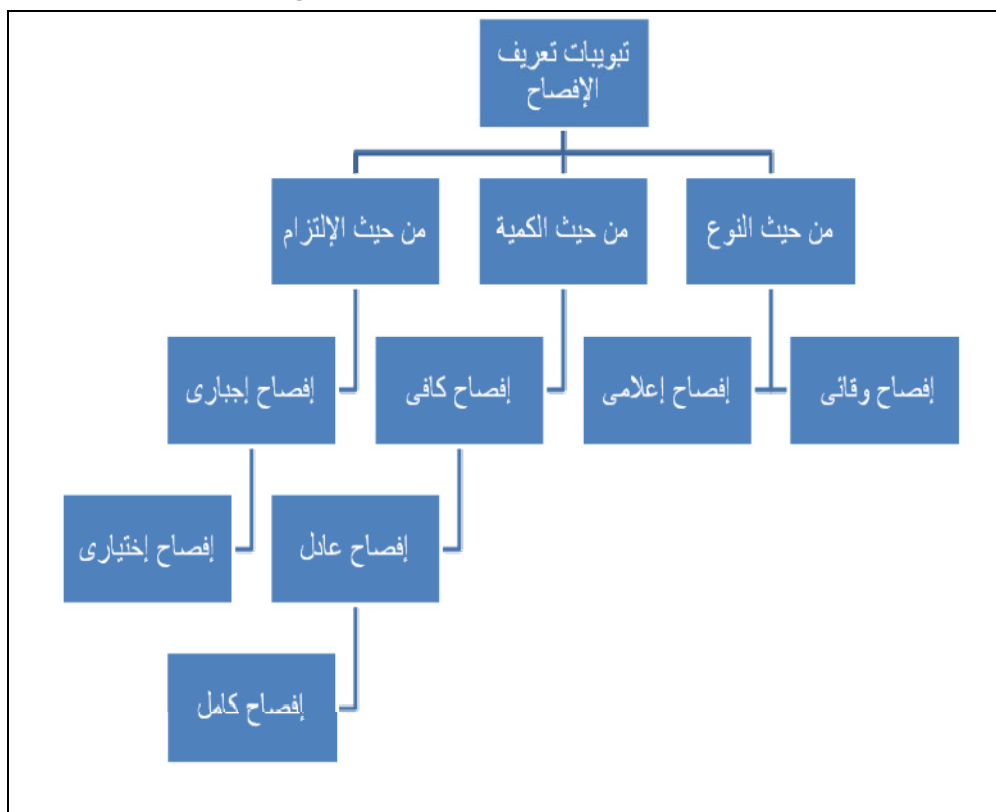 تبويبات تعريف
الإفصاح
من حيث النوع
من حيث الكمية
من حيث الإلتزام
إفصاح وقائى
إفصاح إعلامى
إفصاح كافى
إفصاح إجبارى
إفصاح عادل
إفصاح إختيارى
إفصاح كامل